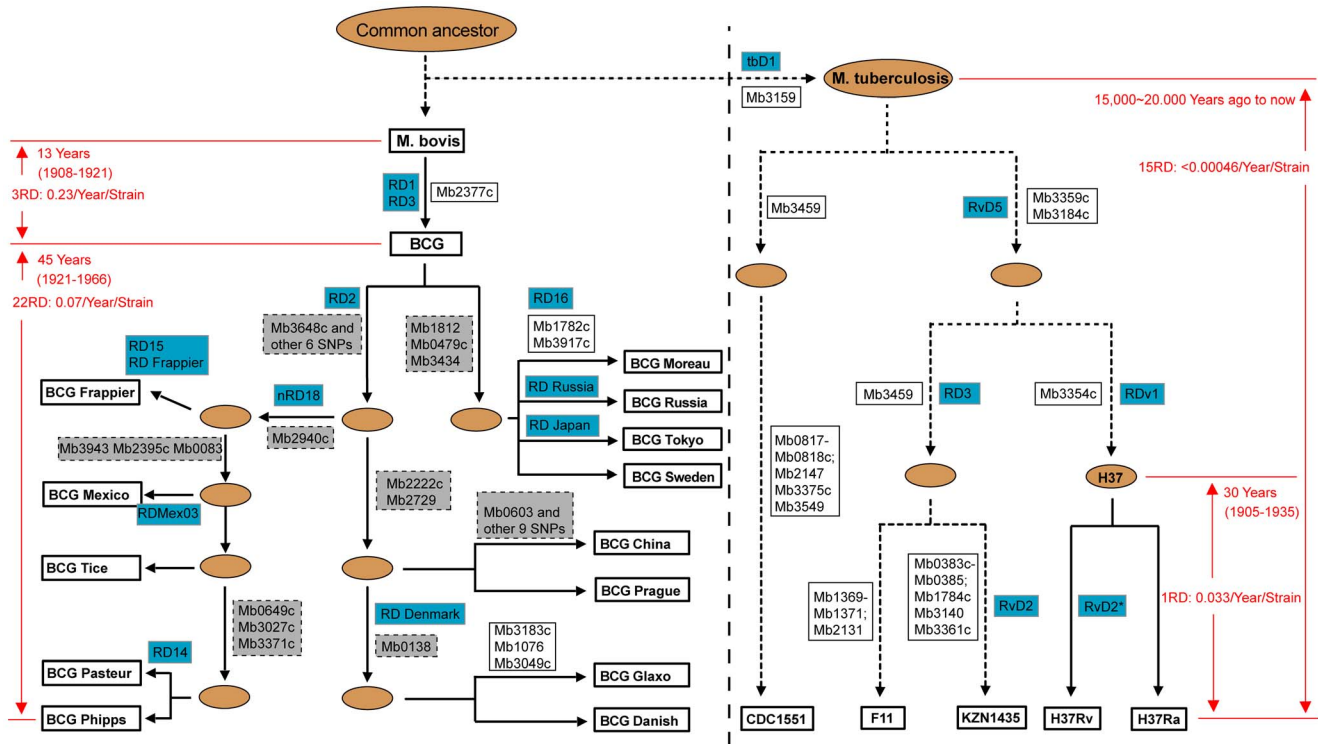 Common ancestor
tbD1
M. tuberculosis
Mb3159
15,000~20.000 Years ago to now
M. bovis
13 Years
(1908-1921)
3RD: 0.23/Year/Strain
RD1
RD3
Mb2377c
15RD: <0.00046/Year/Strain
Mb3459
RvD5
Mb3359c
Mb3184c
BCG
45 Years
(1921-1966)
22RD: 0.07/Year/Strain
RD2
Mb3648c and
other 6 SNPs
Mb1812
Mb0479c
Mb3434
RD16
Mb1782c
Mb3917c
RD15
RD Frappier
BCG Frappier
nRD18
Mb2940c
BCG Moreau
RD Russia
BCG Russia
RD Japan
BCG Tokyo
BCG Sweden
Mb3459
RD3
Mb3354c
RDv1
Mb3943 Mb2395c Mb0083
BCG Mexico
RDMex03
Mb2222c
Mb2729
Mb0603 and
other 9 SNPs
Mb0817-
Mb0818c;
Mb2147
Mb3375c
Mb3549
H37
30 Years
(1905-1935)
1RD: 0.033/Year/Strain
BCG Tice
BCG China
BCG Prague
Mb0649c
Mb3027c
Mb3371c
RD Denmark
Mb0138
Mb3183c
Mb1076
Mb3049c
Mb1369-
Mb1371;
Mb2131
Mb0383c-
Mb0385;
Mb1784c
Mb3140
Mb3361c
RvD2
RvD2*
RD14
BCG Pasteur
BCG Phipps
BCG Glaxo
BCG Danish
CDC1551
F11
KZN1435
H37Rv
H37Ra